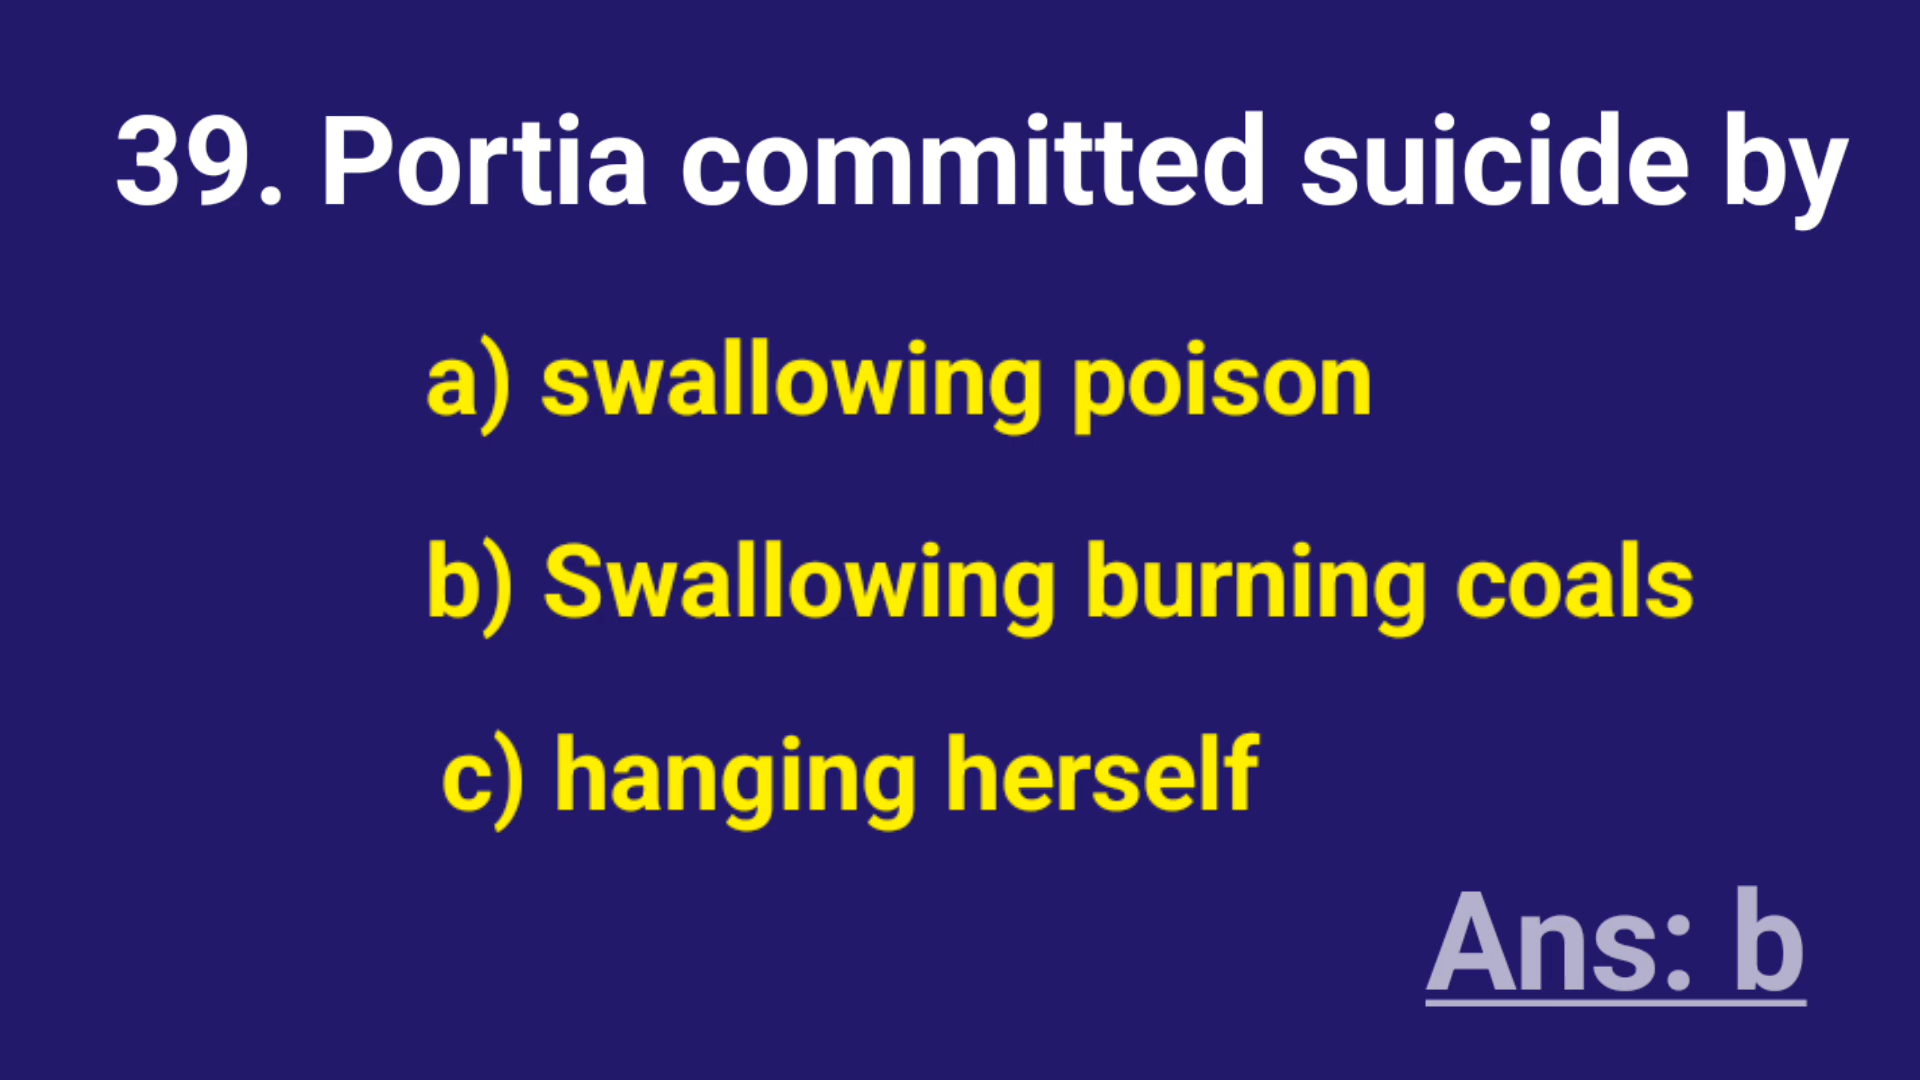 39. Portia committed suicide by
a) swallowing poison
b) Swallowing burning coals
c) hanging herself
Ans: b